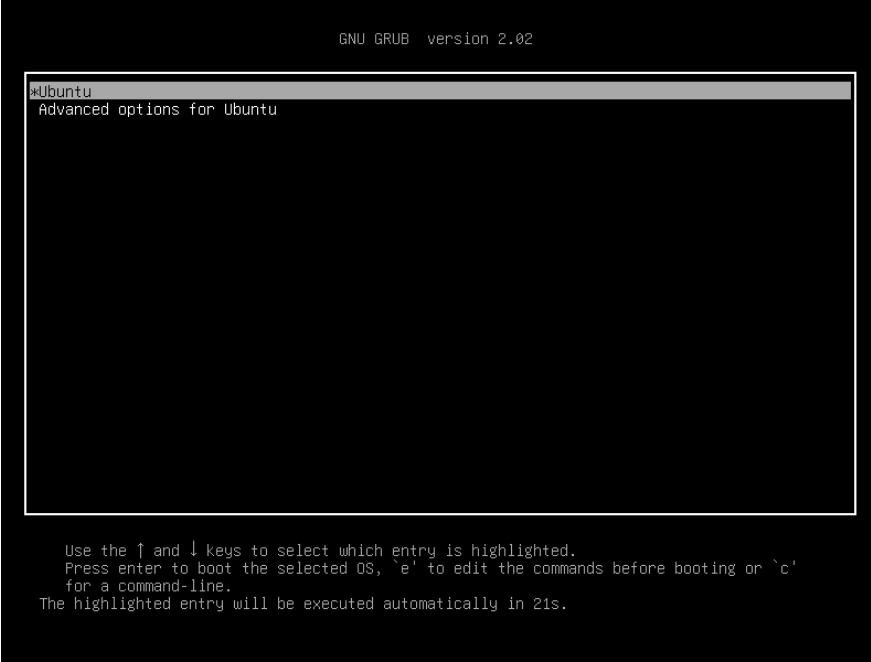 GNU GRUB  version 2.02
*Ubuntu
Advanced options for Ubuntu
Use the ↑ and ↓ keys to select which entry is highlighted.
Press enter to boot the selected OS, `e' to edit the commands before booting or `c'
for a command-line.
The highlighted entry will be executed automatically in 21s.